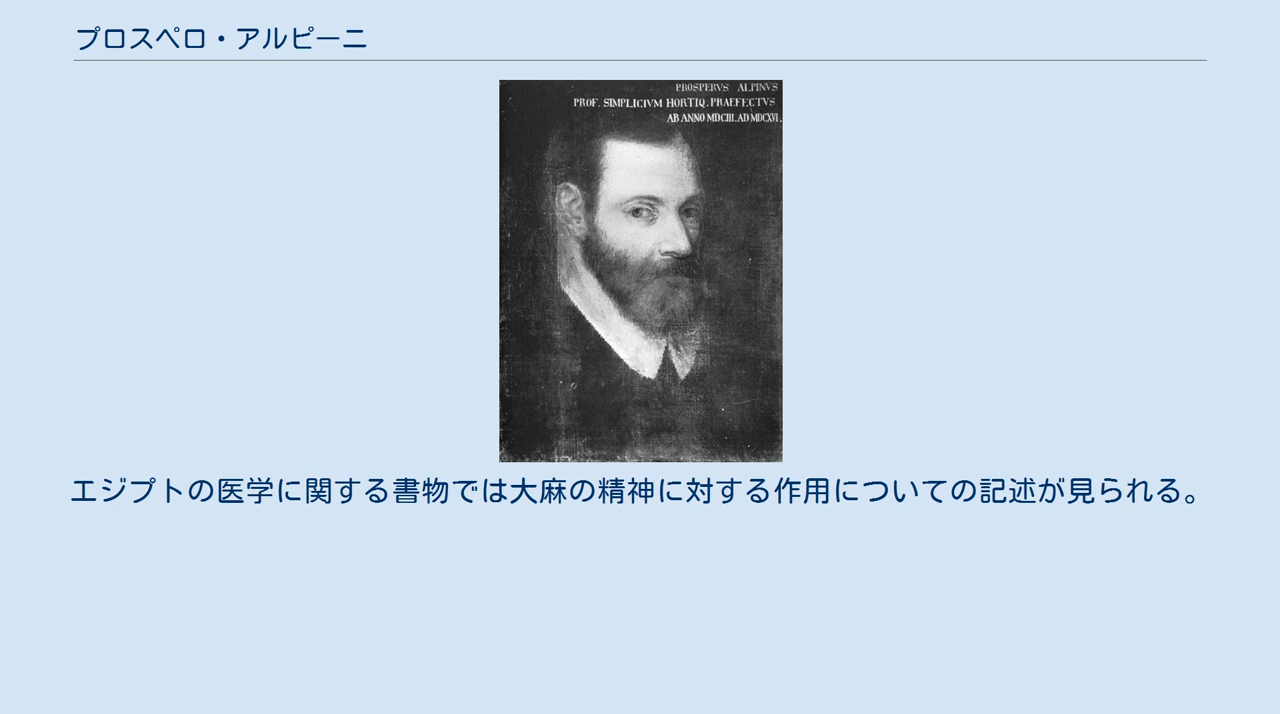 プロスペロ・アルピーニ
PROSPERVS ALPINVS
PROF. SIMPLICIVM HORTIQ. PRAEFECTVS
AB ANNO MDCIII. AD MDCXVI.
エジプトの医学に関する書物では大麻の精神に対する作用についての記述が見られる。